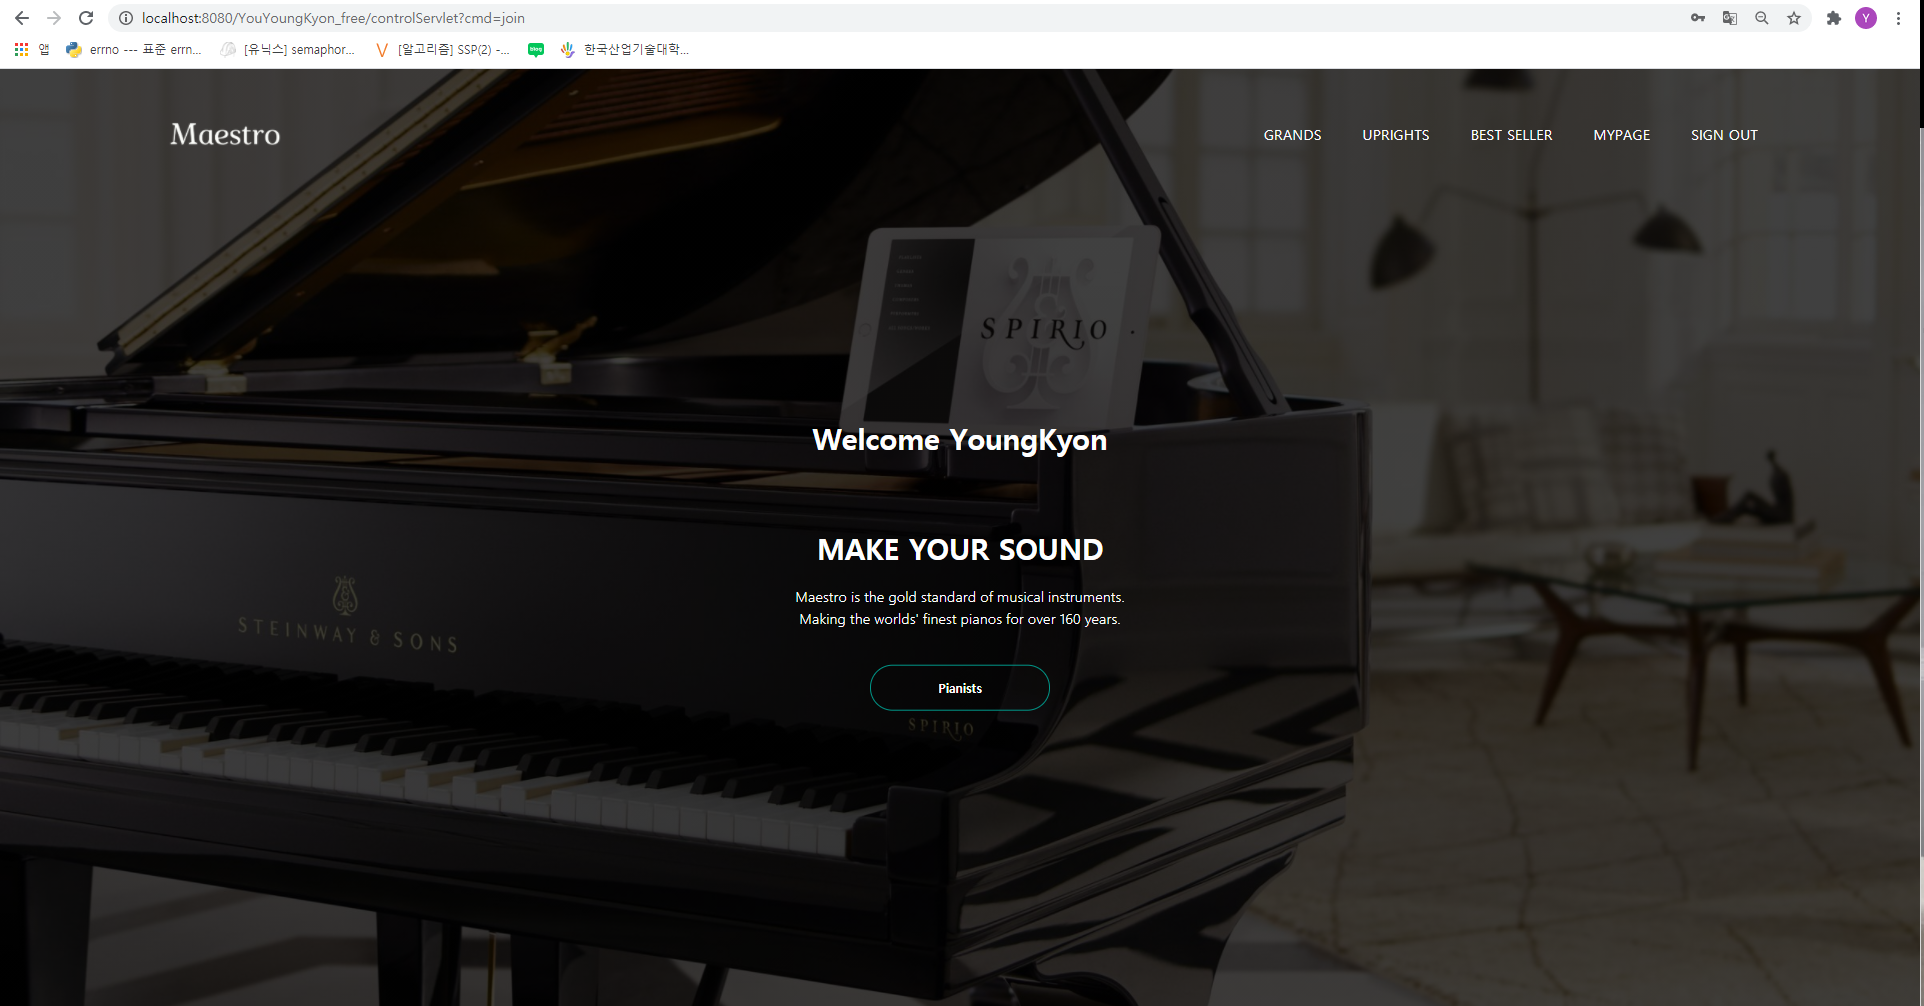 localhost:8080/YouYoungKyon_free/controlServlet?cmd=join
Y
앱
errno --- 표준 errn...
[유닉스] semaphor...
[알고리즘] SSP(2) -...
blog
한국산업기술대학...
Maestro
GRANDS
UPRIGHTS
BEST SELLER
MYPAGE
SIGN OUT
SPIRIO
Welcome YoungKyon
MAKE YOUR SOUND
Maestro is the gold standard of musical instruments.
Making the worlds' finest pianos for over 160 years.
STEINWAY & SONS
Pianists
SPIRIO